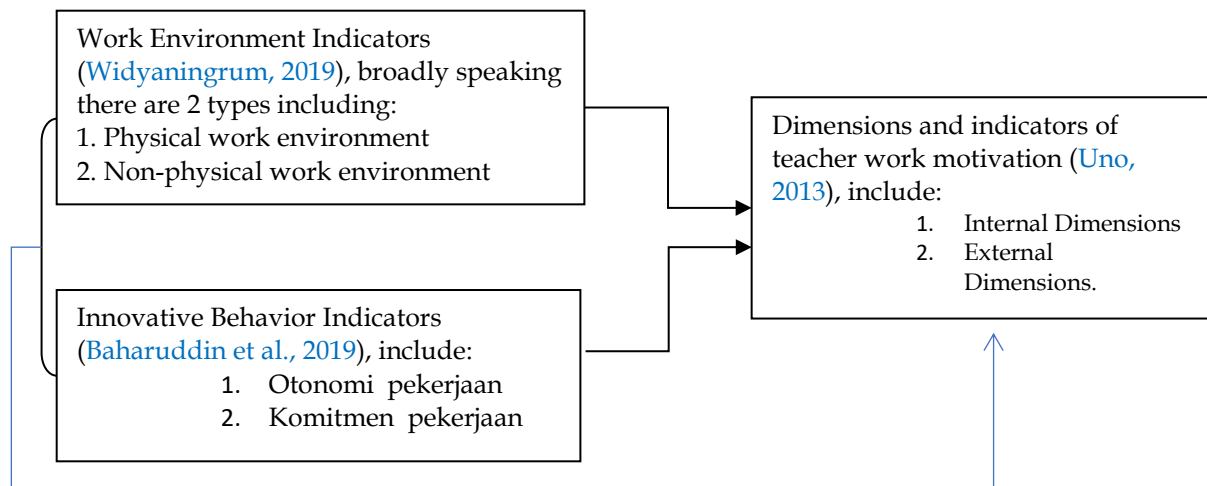 Work Environment Indicators
(Widyaningrum, 2019), broadly speaking
there are 2 types including:
1. Physical work environment
2. Non-physical work environment
Innovative Behavior Indicators
(Baharuddin et al., 2019), include:
1. Otonomi pekerjaan
2. Komitmen pekerjaan
Dimensions and indicators of
teacher work motivation (Uno,
2013), include:
1. Internal Dimensions
2. External
Dimensions.